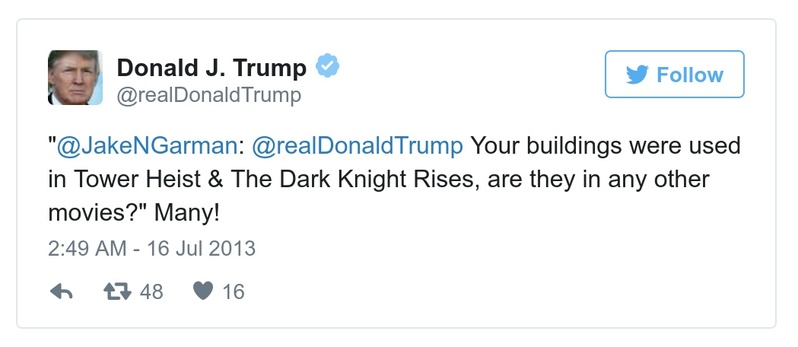 Donald J. Trump
@realDonaldTrump
Follow
"@JakeNGarman: @realDonaldTrump Your buildings were used
in Tower Heist & The Dark Knight Rises, are they in any other
movies?" Many!
2:49 AM - 16 Jul 2013
48 16